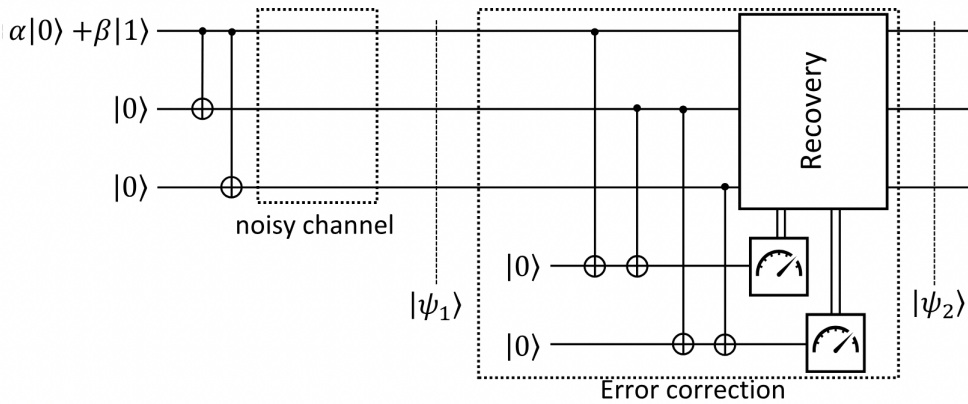 α|0⟩ +β|1⟩
|0⟩
|0⟩
noisy channel
|ψ₁⟩
|0⟩
|0⟩
Recovery
|ψ₂⟩
Error correction